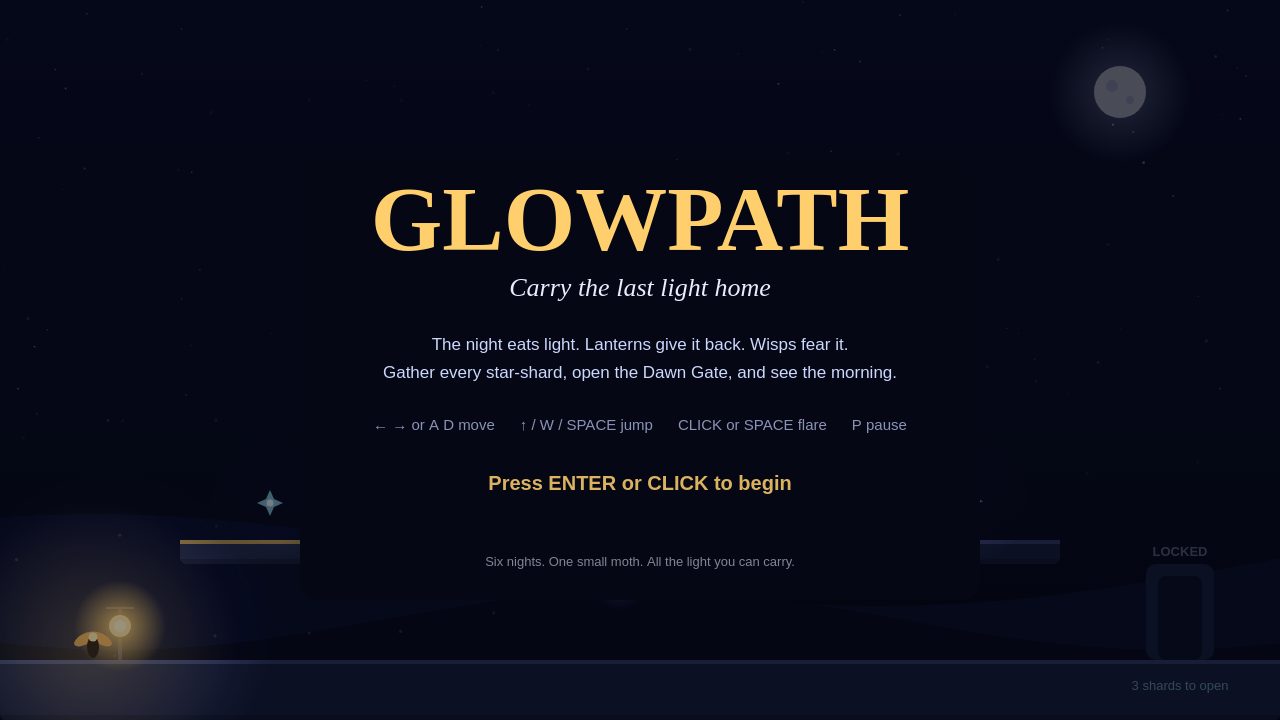 GLOWPATH
Carry the last light home
The night eats light. Lanterns give it back. Wisps fear it.
Gather every star-shard, open the Dawn Gate, and see the morning.
← → or A D move ↑ / W / SPACE jump CLICK or SPACE flare P pause
Press ENTER or CLICK to begin
LOCKED
Six nights. One small moth. All the light you can carry.
3 shards to open